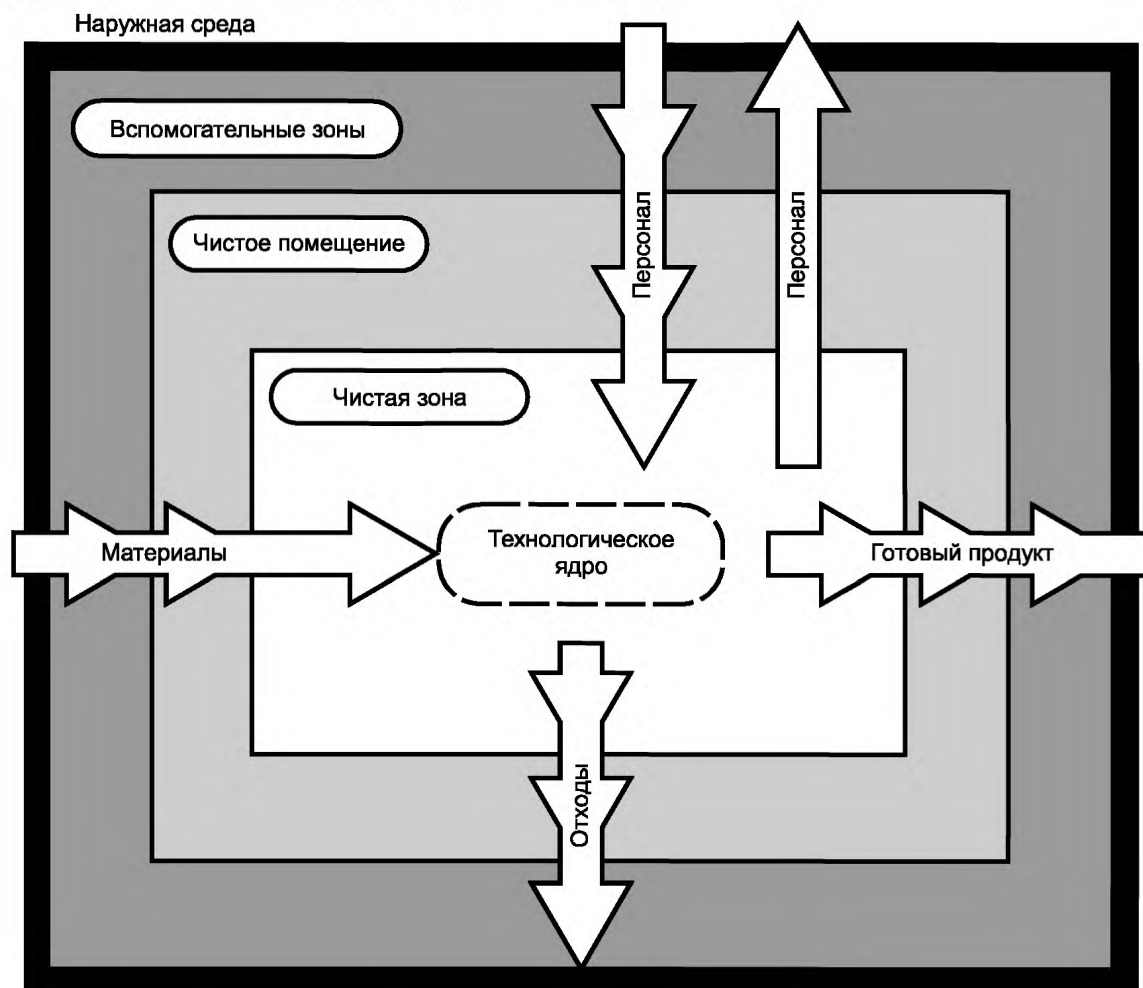 Наружная среда
Вспомогательные зоны
Чистое помещение
Чистая зона
Персонал
Персонал
Материалы
Технологическое
ядро
Готовый продукт
Отходы